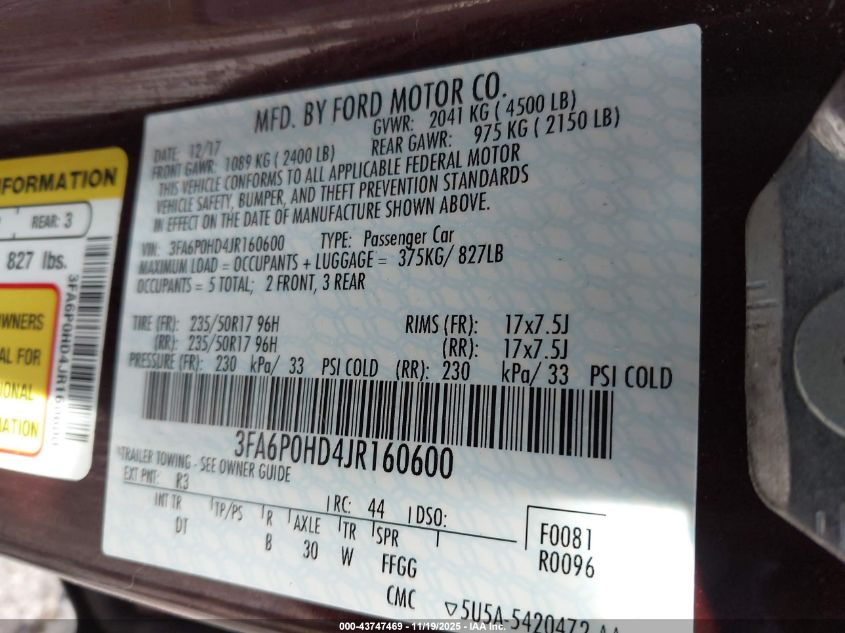 MFD. BY FORD MOTOR CO.
DATE: 12/17 GVWR: 2041 KG ( 4500 LB)
FRONT GAWR: 1089 KG ( 2400 LB) REAR GAWR: 975 KG ( 2150 LB)
THIS VEHICLE CONFORMS TO ALL APPLICABLE FEDERAL MOTOR
VEHICLE SAFETY, BUMPER, AND THEFT PREVENTION STANDARDS
IN EFFECT ON THE DATE OF MANUFACTURE SHOWN ABOVE.
VIN: 3FA6P0HD4JR160600 TYPE: Passenger Car
MAXIMUM LOAD = OCCUPANTS + LUGGAGE = 375KG/ 827LB
OCCUPANTS = 5 TOTAL; 2 FRONT, 3 REAR
TIRE (FR): 235/50R17 96H RIMS (FR): 17x7.5J
(RR): 235/50R17 96H (RR): 17x7.5J
PRESSURE (FR): 230 kPa/ 33 PSI COLD (RR): 230 kPa/ 33 PSI COLD
3FA6P0HD4JR160600
*TRAILER TOWING - SEE OWNER GUIDE
EXT PNT: R3 RC: 44 DSO:
INT TR TP/PS R AXLE TR SPR
DT B 30 W FFGG
F0081
R0096
CMC ▽5U5A-5420472-AA
NFORMATION
REAR: 3
827 lbs.
OWNERS
AL FOR
IONAL
ATION
3FA6P0HD4JR160600
000-43747469 - 11/19/2025 - IAA Inc.